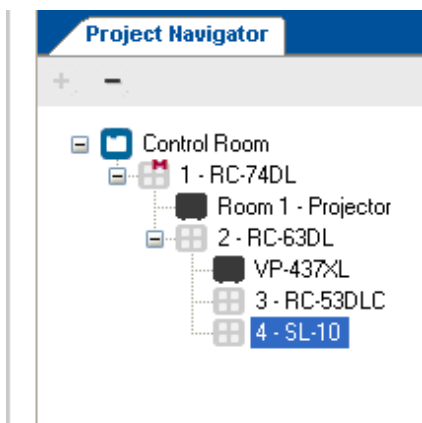 Project Navigator
Control Room
M
1 - RC-74DL
Room 1 - Projector
2 - RC-63DL
VP-437XL
3 - RC-53DLC
4 - SL-10